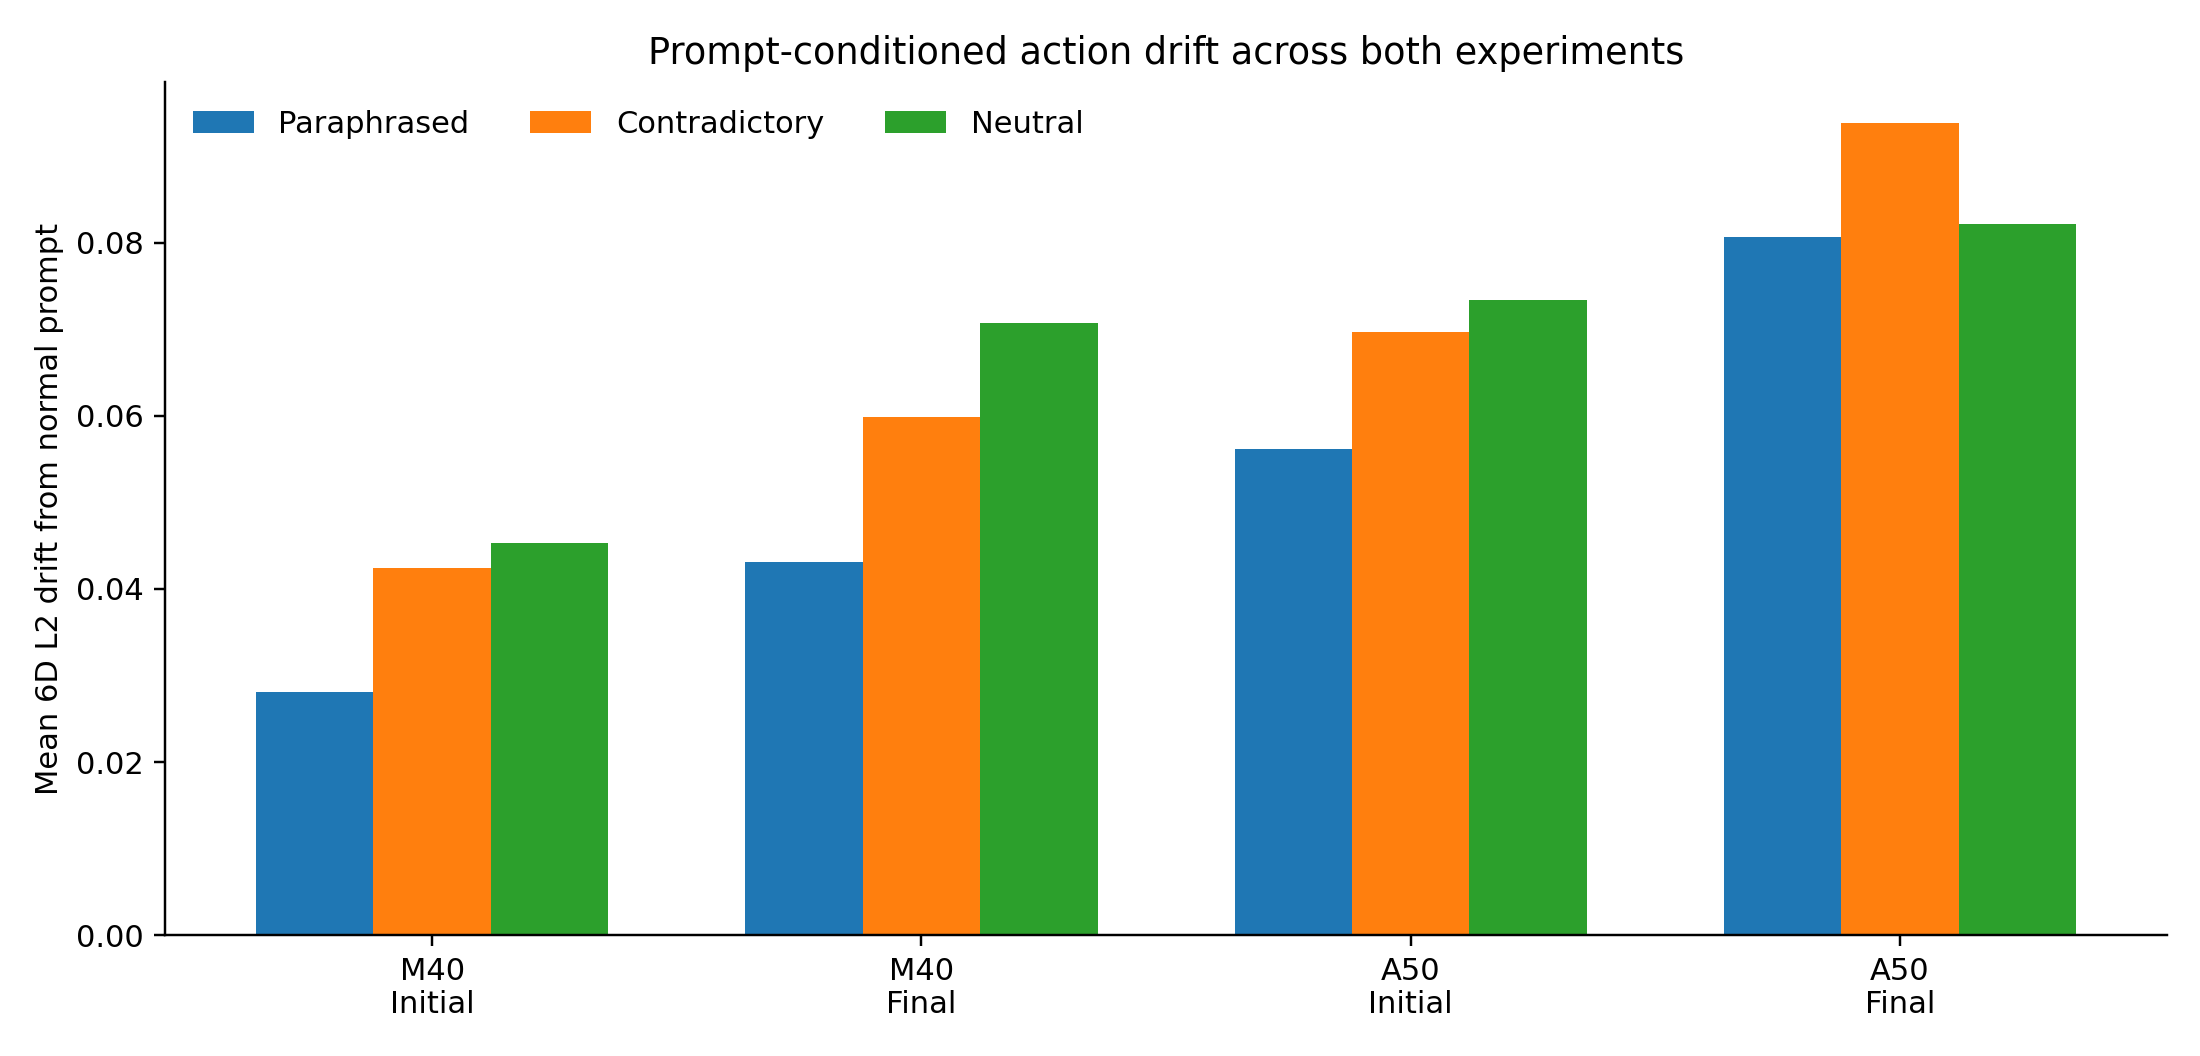 Prompt-conditioned action drift across both experiments
Paraphrased
Contradictory
Neutral
Mean 6D L2 drift from normal prompt
0.08
0.06
0.04
0.02
0.00
M40
Initial
M40
Final
A50
Initial
A50
Final